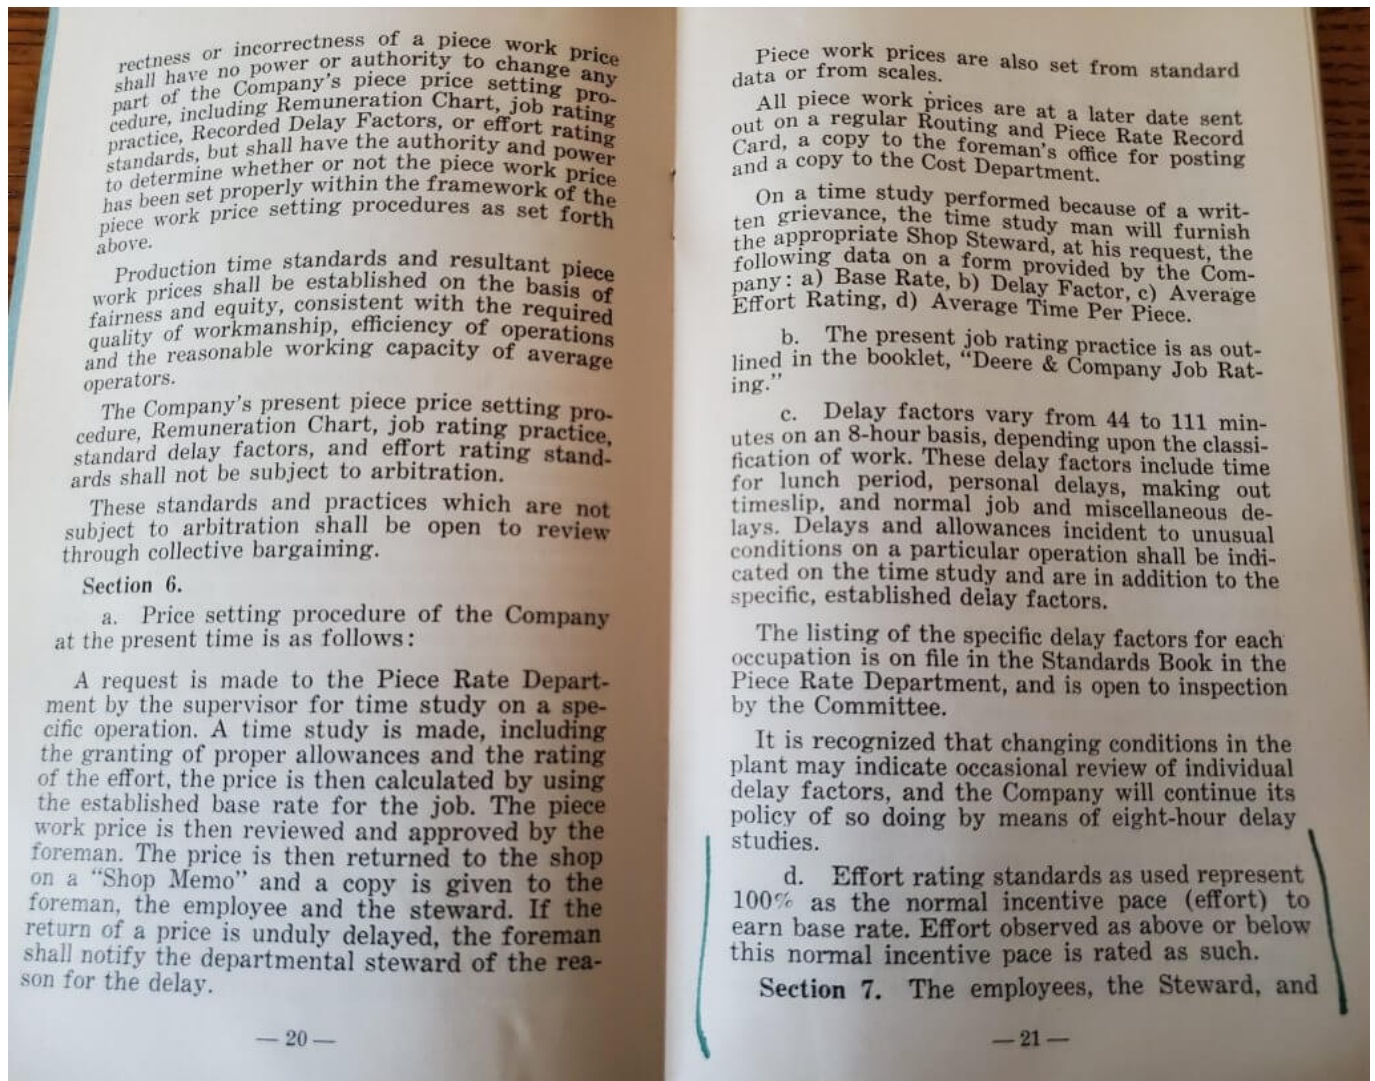 rectness or incorrectness of a piece work price
shall have no power or authority to change any
part of the Company's piece price setting pro-
cedure, including Remuneration Chart, job rating
practice, Recorded Delay Factors, or effort rating
standards, but shall have the authority and power
to determine whether or not the piece work price
has been set properly within the framework of the
piece work price setting procedures as set forth
above.
Production time standards and resultant piece
work prices shall be established on the basis of
fairness and equity, consistent with the required
quality of workmanship, efficiency of operations
and the reasonable working capacity of average
operators.
The Company's present piece price setting pro-
cedure, Remuneration Chart, job rating practice,
standard delay factors, and effort rating stand-
ards shall not be subject to arbitration.
These standards and practices which are not
subject to arbitration shall be open to review
through collective bargaining.
Section 6.
a. Price setting procedure of the Company
at the present time is as follows:
A request is made to the Piece Rate Depart-
ment by the supervisor for time study on a spe-
cific operation. A time study is made, including
the granting of proper allowances and the rating
of the effort, the price is then calculated by using
the established base rate for the job. The piece
work price is then reviewed and approved by the
foreman. The price is then returned to the shop
on a "Shop Memo" and a copy is given to the
foreman, the employee and the steward. If the
return of a price is unduly delayed, the foreman
shall notify the departmental steward of the rea-
son for the delay.
— 20 —
Piece work prices are also set from standard
data or from scales.
All piece work prices are at a later date sent
out on a regular Routing and Piece Rate Record
Card, a copy to the foreman's office for posting
and a copy to the Cost Department.
On a time study performed because of a writ-
ten grievance, the time study man will furnish
the appropriate Shop Steward, at his request, the
following data on a form provided by the Com-
pany: a) Base Rate, b) Delay Factor, c) Average
Effort Rating, d) Average Time Per Piece.
b. The present job rating practice is as out-
lined in the booklet, "Deere & Company Job Rat-
ing."
c. Delay factors vary from 44 to 111 min-
utes on an 8-hour basis, depending upon the classi-
fication of work. These delay factors include time
for lunch period, personal delays, making out
timeslip, and normal job and miscellaneous de-
lays. Delays and allowances incident to unusual
conditions on a particular operation shall be indi-
cated on the time study and are in addition to the
specific, established delay factors.
The listing of the specific delay factors for each
occupation is on file in the Standards Book in the
Piece Rate Department, and is open to inspection
by the Committee.
It is recognized that changing conditions in the
plant may indicate occasional review of individual
delay factors, and the Company will continue its
policy of so doing by means of eight-hour delay
studies.
d. Effort rating standards as used represent
100% as the normal incentive pace (effort) to
earn base rate. Effort observed as above or below
this normal incentive pace is rated as such.
Section 7. The employees, the Steward, and
— 21 —